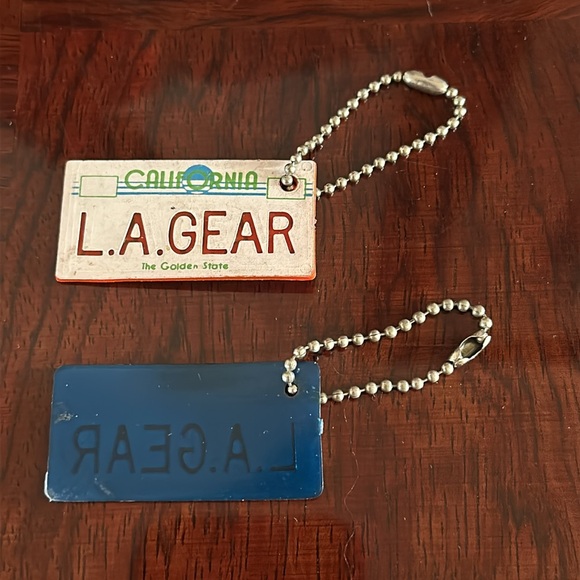 CALIFORNIA
L.A.GEAR
The Golden State
L.A.GEAR